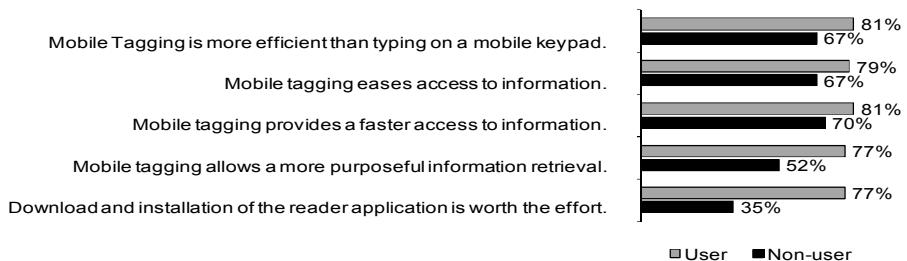 81%
Mobile Tagging is more efficient than typing on a mobile keypad.
67%
79%
Mobile tagging eases access to information.
67%
81%
Mobile tagging provides a faster access to information.
70%
77%
Mobile tagging allows a more purposeful information retrieval.
52%
77%
Download and installation of the reader application is worth the effort.
35%
User Non-user